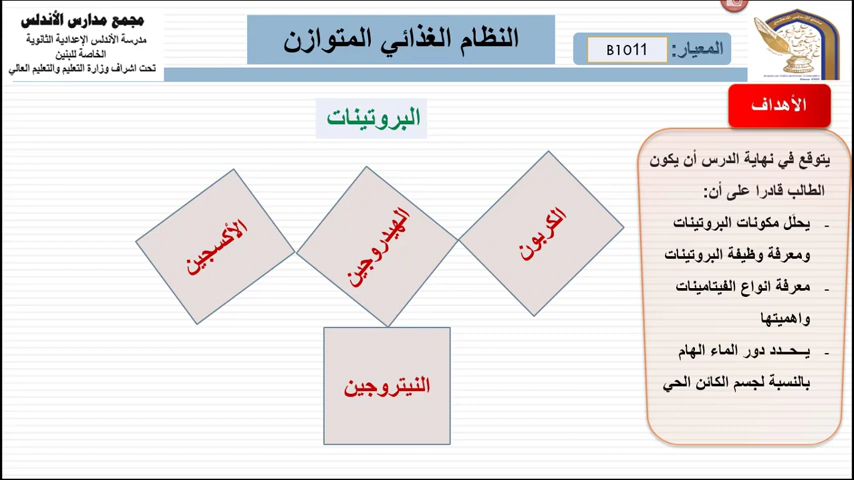 مجمع مدارس الأندلس
مدرسة الأندلس الإعدادية الثانوية
الخاصة للبنين
تحت اشراف وزارة التعليم والتعليم العالي
النظام الغذائي المتوازن
المعيار: B1011
الأهداف
البروتينات
الكربون
الهيدروجين
الأكسجين
النيتروجين
يتوقع في نهاية الدرس أن يكون
الطالب قادرا على أن:
- يحلّل مكونات البروتينات
ومعرفة وظيفة البروتينات
- معرفة انواع الفيتامينات
واهميتها
- يــحــدد دور الماء الهام
بالنسبة لجسم الكائن الحي